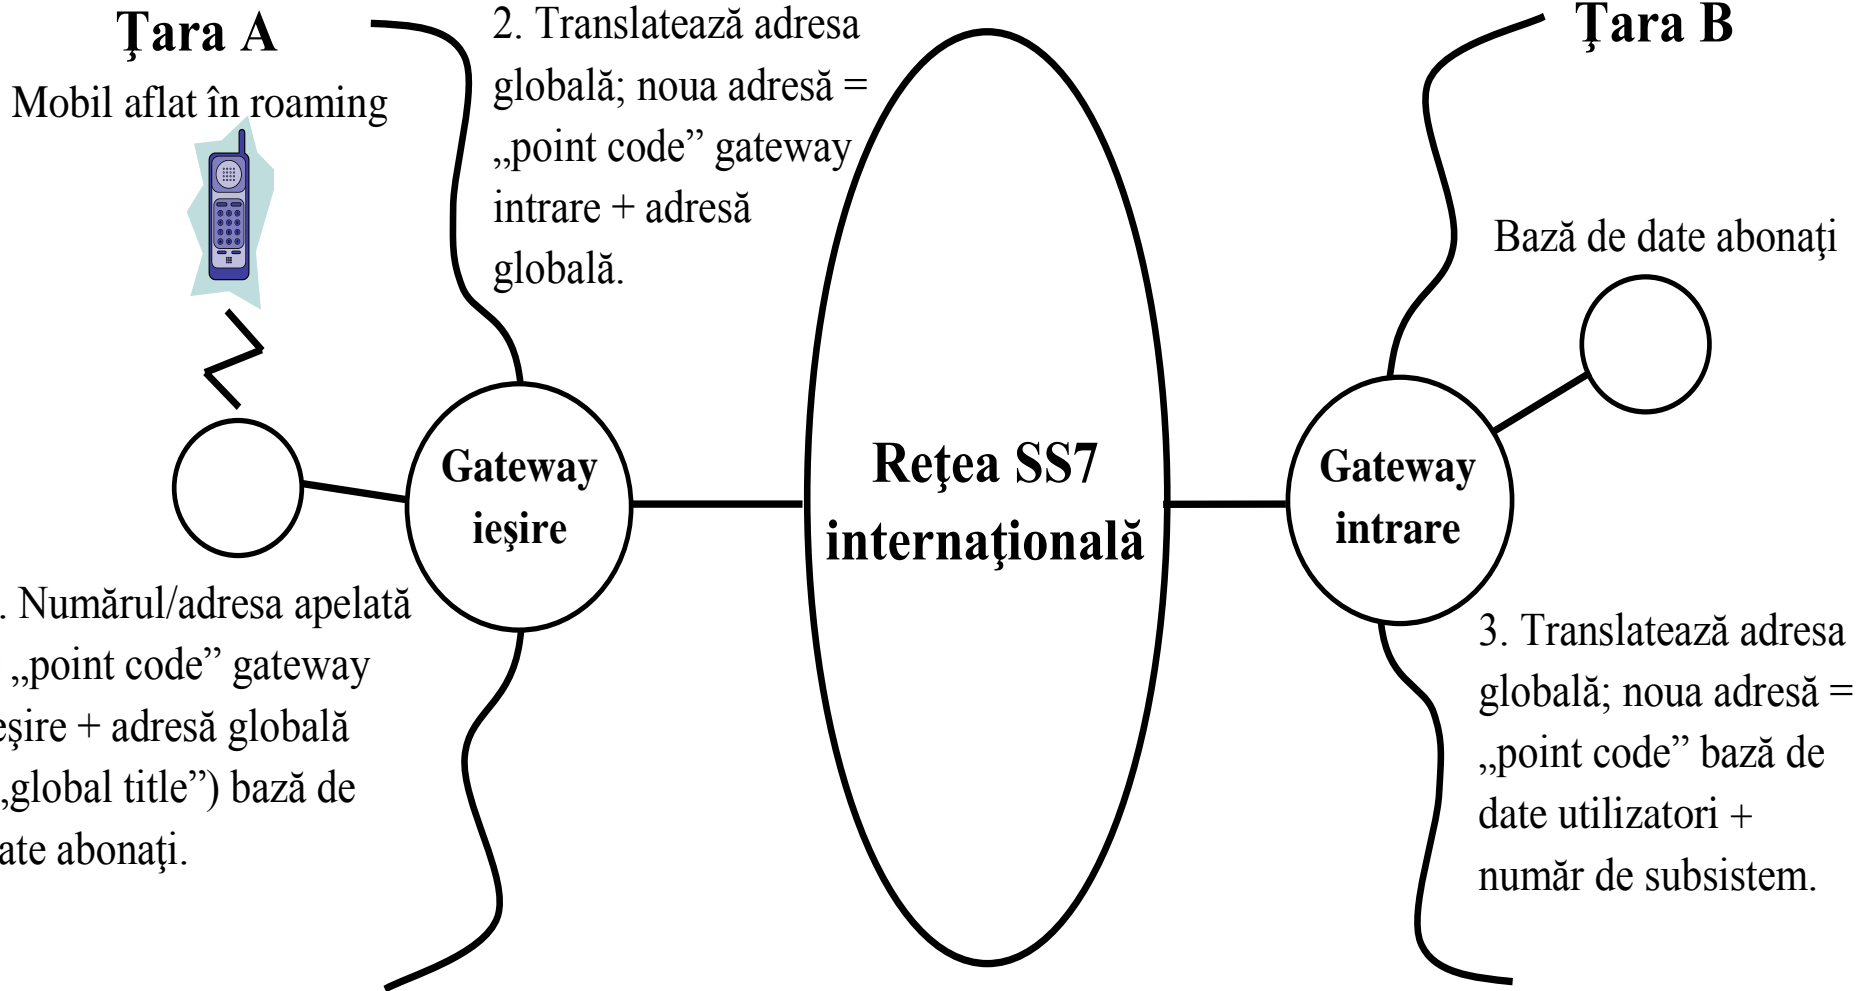 Ţara A
Mobil aflat în roaming
2. Translatează adresa
globală; noua adresă =
„point code” gateway
intrare + adresă
globală.
Ţara B
Bază de date abonaţi
Gateway
ieşire
Reţea SS7
internaţională
Gateway
intrare
. Numărul/adresa apelată
„point code” gateway
eşire + adresă globală
„global title”) bază de
ate abonaţi.
3. Translatează adresa
globală; noua adresă =
„point code” bază de
date utilizatori +
număr de subsistem.